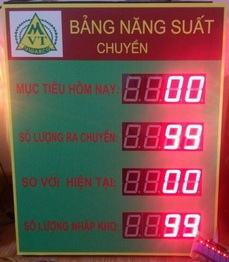 MVT
BẢNG NĂNG SUẤT
CHUYỀN
MỤC TIÊU HÔM NAY: 00
SỐ LƯỢNG RA CHUYỀN: 99
SO VỚI HIỆN TẠI: 00
SỐ LƯỢNG NHẬP KHO: 99